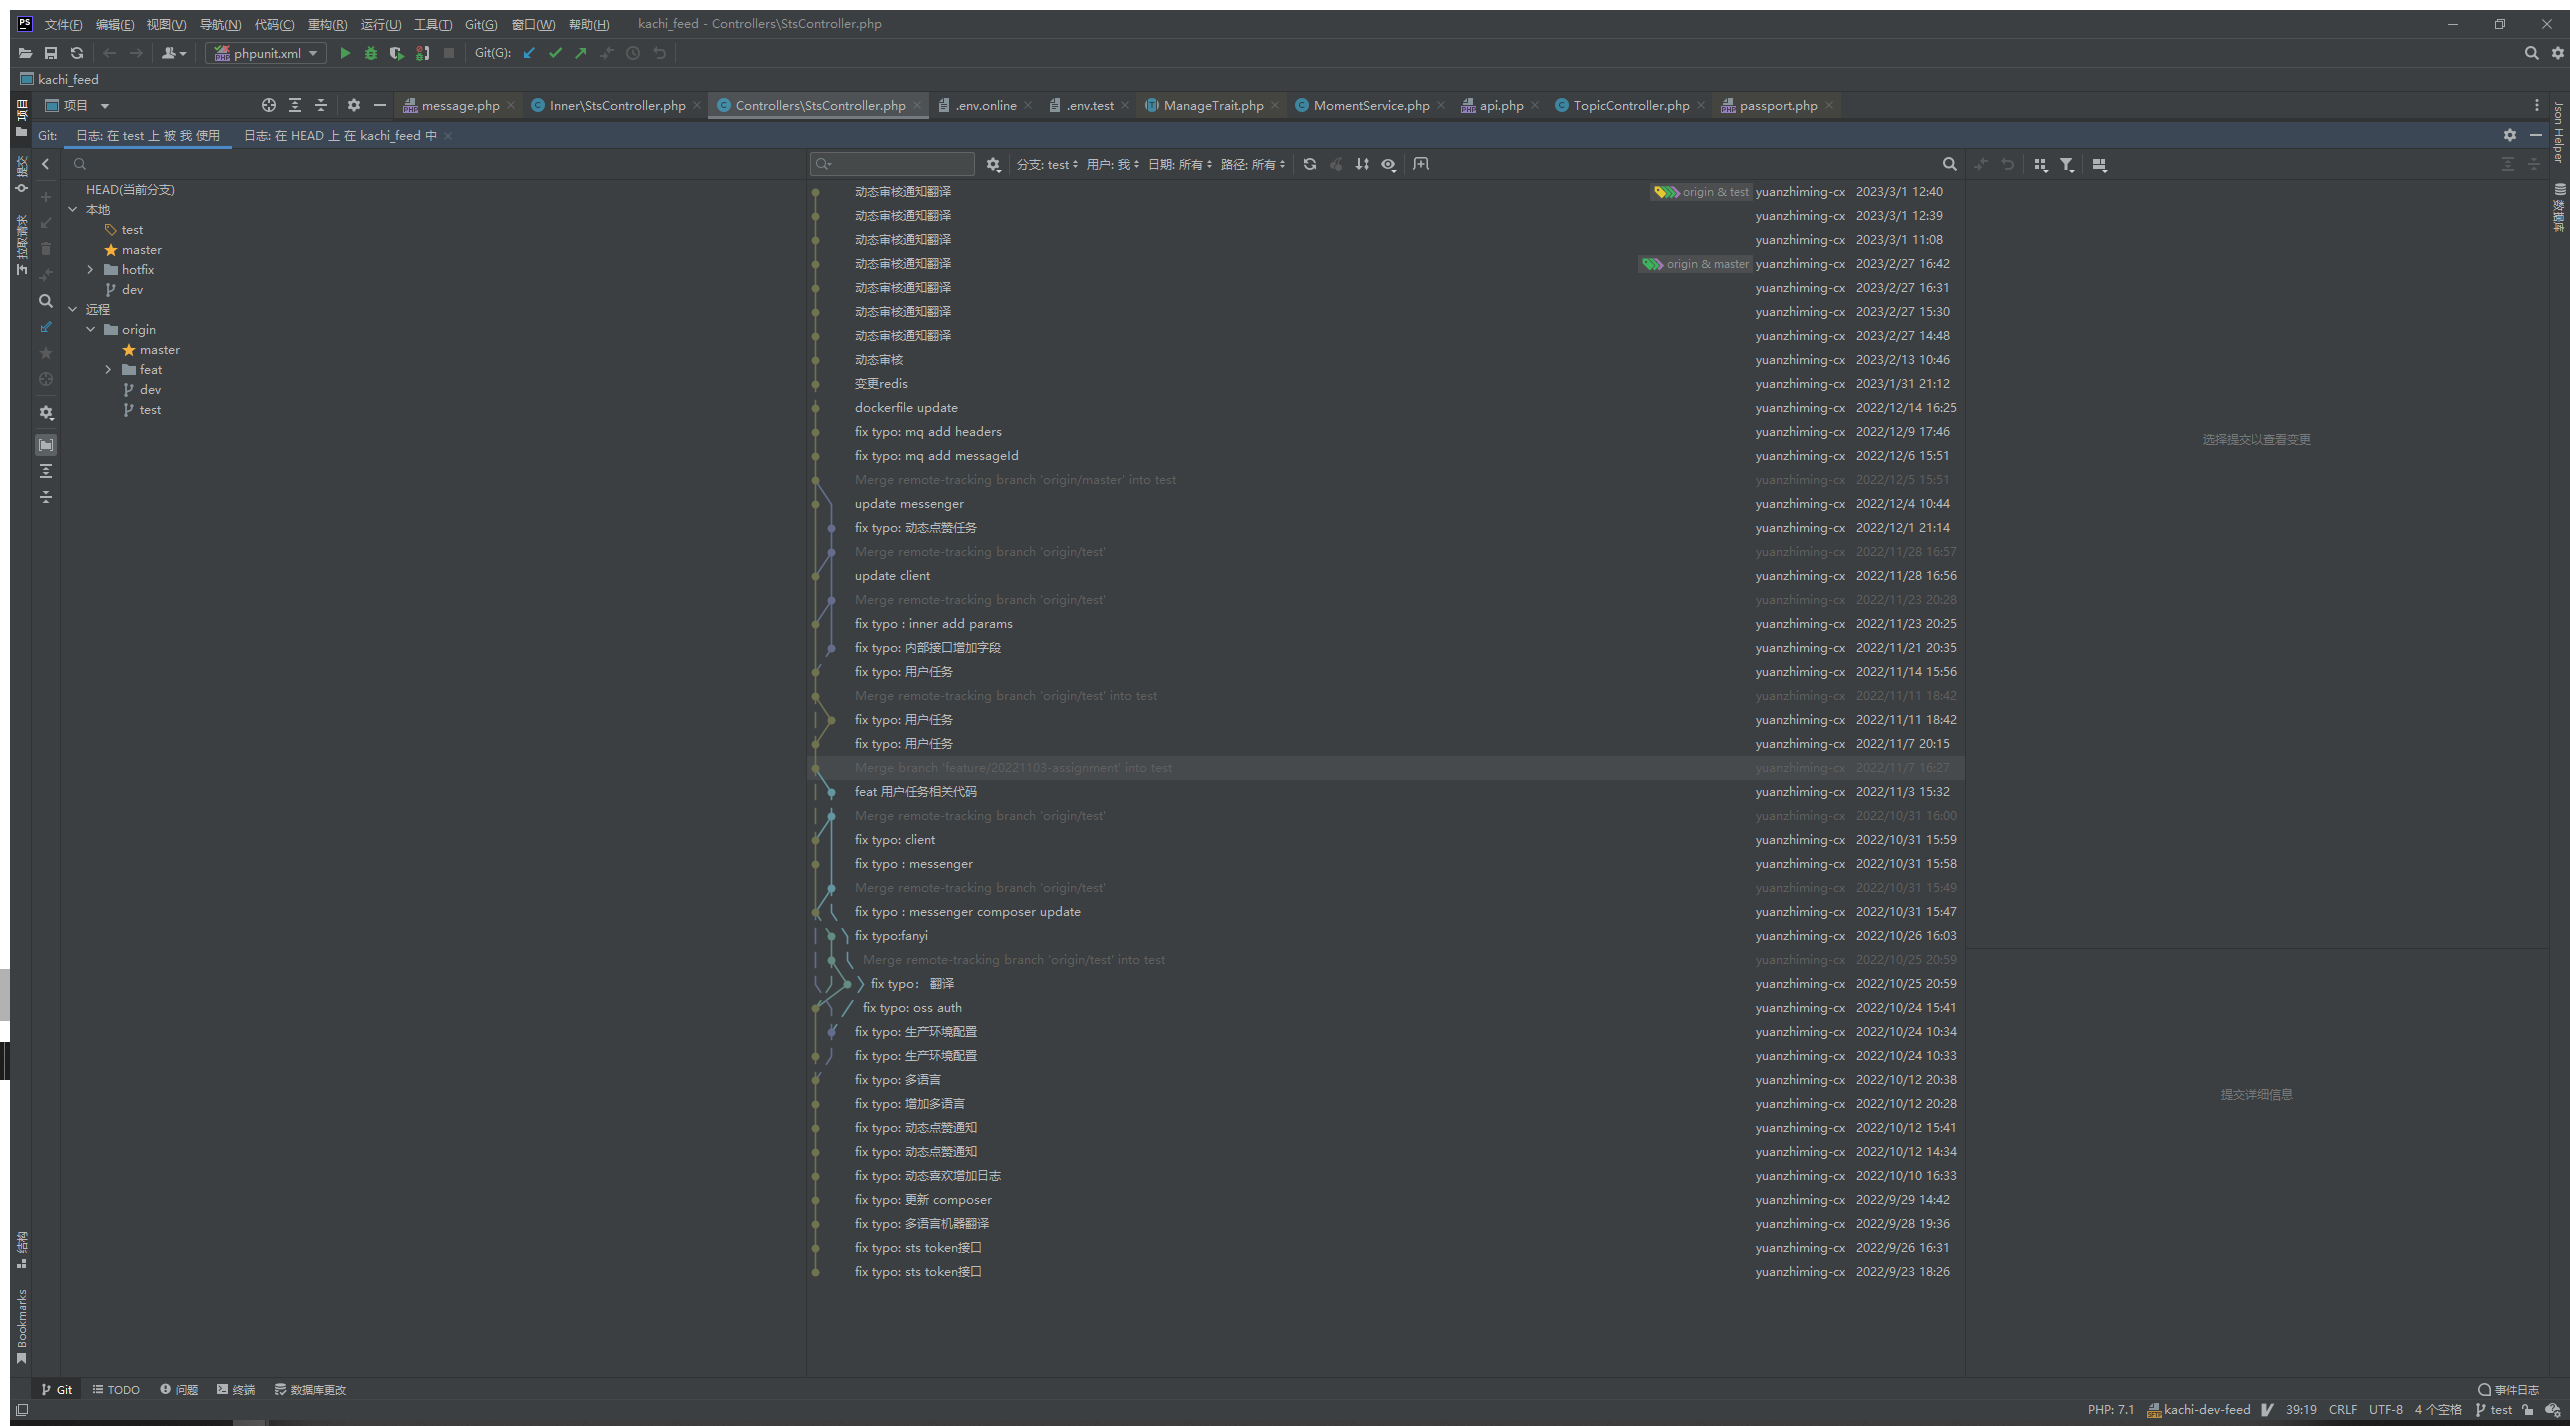 文件(F) 编辑(E) 视图(V) 导航(N) 代码(C) 重构(R) 运行(U) 工具(T) Git(G) 窗口(W) 帮助(H) kachi_feed - Controllers\StsController.php
phpunit.xml Git(G):
kachi_feed
项目 message.php Inner\StsController.php Controllers\StsController.php .env.online .env.test ManageTrait.php MomentService.php api.php TopicController.php passport.php
Git: 日志: 在 test 上 被 我 使用 日志: 在 HEAD 上 在 kachi_feed 中
分支: test 用户: 我 日期: 所有 路径: 所有
项目
提交
拉取请求
结构
Bookmarks
HEAD(当前分支)
本地
test
master
hotfix
dev
远程
origin
master
feat
dev
test
动态审核通知翻译 origin & test yuanzhiming-cx 2023/3/1 12:40
动态审核通知翻译 yuanzhiming-cx 2023/3/1 12:39
动态审核通知翻译 yuanzhiming-cx 2023/3/1 11:08
动态审核通知翻译 origin & master yuanzhiming-cx 2023/2/27 16:42
动态审核通知翻译 yuanzhiming-cx 2023/2/27 16:31
动态审核通知翻译 yuanzhiming-cx 2023/2/27 15:30
动态审核通知翻译 yuanzhiming-cx 2023/2/27 14:48
动态审核 yuanzhiming-cx 2023/2/13 10:46
变更redis yuanzhiming-cx 2023/1/31 21:12
dockerfile update yuanzhiming-cx 2022/12/14 16:25
fix typo: mq add headers yuanzhiming-cx 2022/12/9 17:46
fix typo: mq add messageId yuanzhiming-cx 2022/12/6 15:51
Merge remote-tracking branch 'origin/master' into test yuanzhiming-cx 2022/12/5 15:51
update messenger yuanzhiming-cx 2022/12/4 10:44
fix typo: 动态点赞任务 yuanzhiming-cx 2022/12/1 21:14
Merge remote-tracking branch 'origin/test' yuanzhiming-cx 2022/11/28 16:57
update client yuanzhiming-cx 2022/11/28 16:56
Merge remote-tracking branch 'origin/test' yuanzhiming-cx 2022/11/23 20:28
fix typo : inner add params yuanzhiming-cx 2022/11/23 20:25
fix typo: 内部接口增加字段 yuanzhiming-cx 2022/11/21 20:35
fix typo: 用户任务 yuanzhiming-cx 2022/11/14 15:56
Merge remote-tracking branch 'origin/test' into test yuanzhiming-cx 2022/11/11 18:42
fix typo: 用户任务 yuanzhiming-cx 2022/11/11 18:42
fix typo: 用户任务 yuanzhiming-cx 2022/11/7 20:15
Merge branch 'feature/20221103-assignment' into test yuanzhiming-cx 2022/11/7 16:27
feat 用户任务相关代码 yuanzhiming-cx 2022/11/3 15:32
Merge remote-tracking branch 'origin/test' yuanzhiming-cx 2022/10/31 16:00
fix typo: client yuanzhiming-cx 2022/10/31 15:59
fix typo : messenger yuanzhiming-cx 2022/10/31 15:58
Merge remote-tracking branch 'origin/test' yuanzhiming-cx 2022/10/31 15:49
fix typo : messenger composer update yuanzhiming-cx 2022/10/31 15:47
fix typo:fanyi yuanzhiming-cx 2022/10/26 16:03
Merge remote-tracking branch 'origin/test' into test yuanzhiming-cx 2022/10/25 20:59
fix typo： 翻译 yuanzhiming-cx 2022/10/25 20:59
fix typo: oss auth yuanzhiming-cx 2022/10/24 15:41
fix typo: 生产环境配置 yuanzhiming-cx 2022/10/24 10:34
fix typo: 生产环境配置 yuanzhiming-cx 2022/10/24 10:33
fix typo: 多语言 yuanzhiming-cx 2022/10/12 20:38
fix typo: 增加多语言 yuanzhiming-cx 2022/10/12 20:28
fix typo: 动态点赞通知 yuanzhiming-cx 2022/10/12 15:41
fix typo: 动态点赞通知 yuanzhiming-cx 2022/10/12 14:34
fix typo: 动态喜欢增加日志 yuanzhiming-cx 2022/10/10 16:33
fix typo: 更新 composer yuanzhiming-cx 2022/9/29 14:42
fix typo: 多语言机器翻译 yuanzhiming-cx 2022/9/28 19:36
fix typo: sts token接口 yuanzhiming-cx 2022/9/26 16:31
fix typo: sts token接口 yuanzhiming-cx 2022/9/23 18:26
选择提交以查看变更
提交详细信息
Json Helper
数据库
Git TODO 问题 终端 数据库更改 事件日志
PHP: 7.1 kachi-dev-feed 39:19 CRLF UTF-8 4 个空格 test